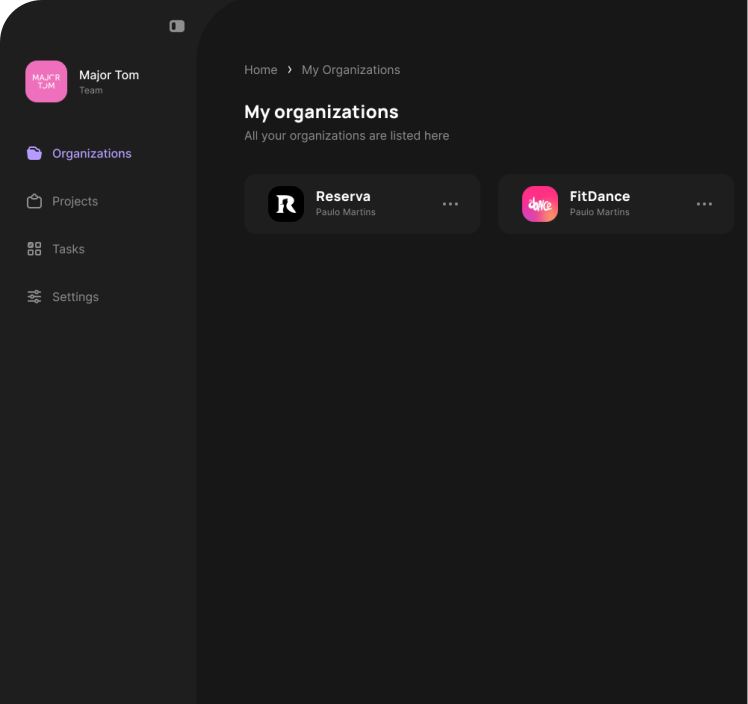 MAJOR
TOM
Major Tom
Team
Organizations
Projects
Tasks
Settings
Home › My Organizations
My organizations
All your organizations are listed here
R
Reserva
Paulo Martins
dance
FitDance
Paulo Martins